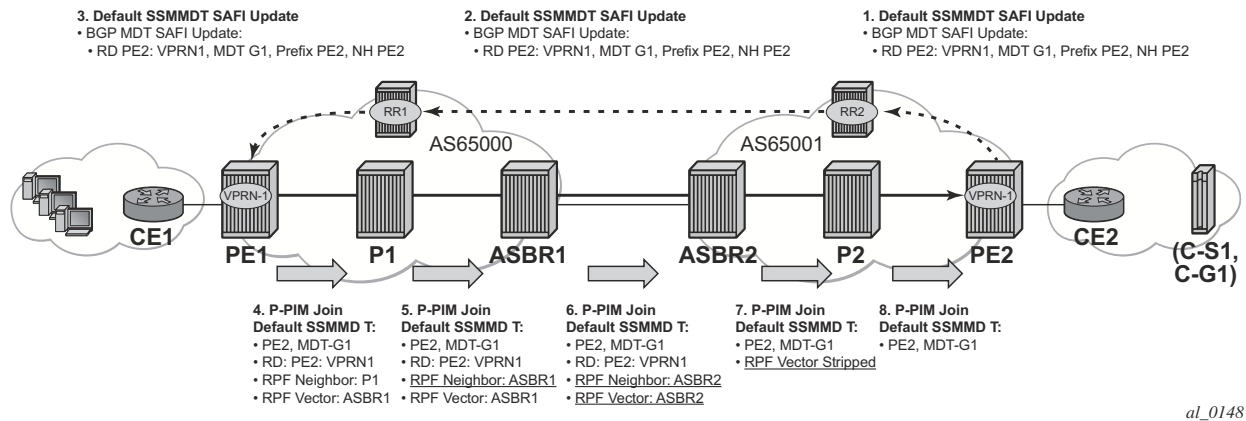 3. Default SSMMDT SAFI Update
• BGP MDT SAFI Update:
• RD PE2: VPRN1, MDT G1, Prefix PE2, NH PE2
2. Default SSMMDT SAFI Update
• BGP MDT SAFI Update:
• RD PE2: VPRN1, MDT G1, Prefix PE2, NH PE2
1. Default SSMMDT SAFI Update
• BGP MDT SAFI Update:
• RD PE2: VPRN1, MDT G1, Prefix PE2, NH PE2
RR1
RR2
AS65000
AS65001
VPRN-1
VPRN-1
CE1
PE1
P1
ASBR1
ASBR2
P2
PE2
CE2
(C-S1,
C-G1)
4. P-PIM Join
Default SSMMD T:
• PE2, MDT-G1
• RD: PE2: VPRN1
• RPF Neighbor: P1
• RPF Vector: ASBR1
5. P-PIM Join
Default SSMMD T:
• PE2, MDT-G1
• RD: PE2: VPRN1
• RPF Neighbor: ASBR1
• RPF Vector: ASBR1
6. P-PIM Join
Default SSMMD T:
• PE2, MDT-G1
• RD: PE2: VPRN1
• RPF Neighbor: ASBR2
• RPF Vector: ASBR2
7. P-PIM Join
Default SSMMD T:
• PE2, MDT-G1
• RPF Vector Stripped
8. P-PIM Join
Default SSMMD T:
• PE2, MDT-G1
al_0148